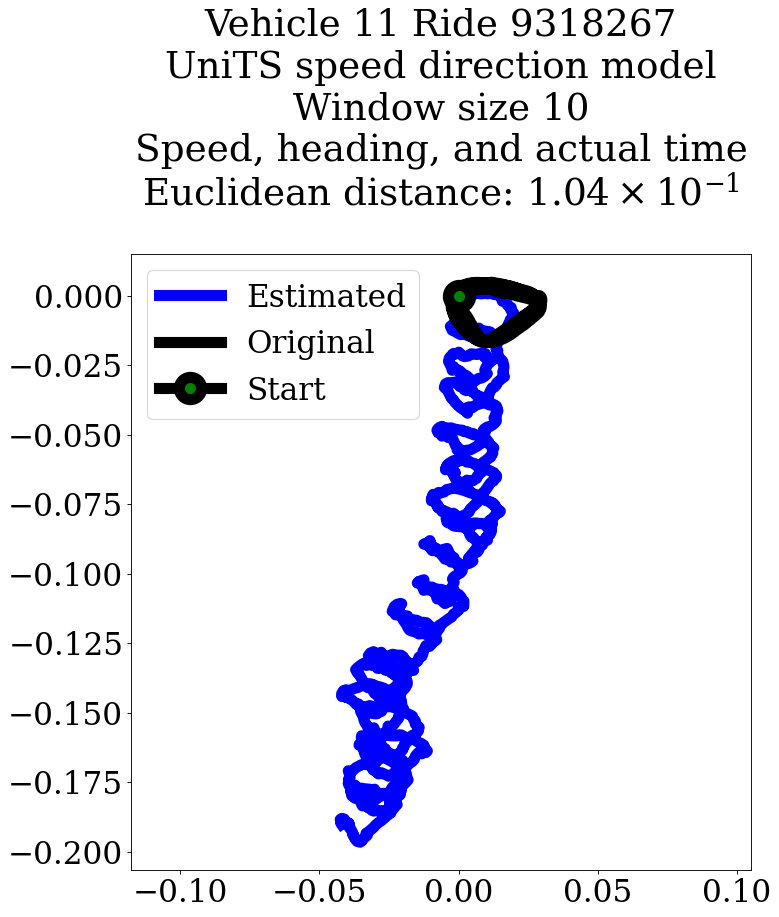 Vehicle 11 Ride 9318267
UniTS speed direction model
Window size 10
Speed, heading, and actual time
Euclidean distance: 1.04 × 10⁻¹
Estimated
Original
Start
0.000
−0.025
−0.050
−0.075
−0.100
−0.125
−0.150
−0.175
−0.200
−0.10
−0.05
0.00
0.05
0.10